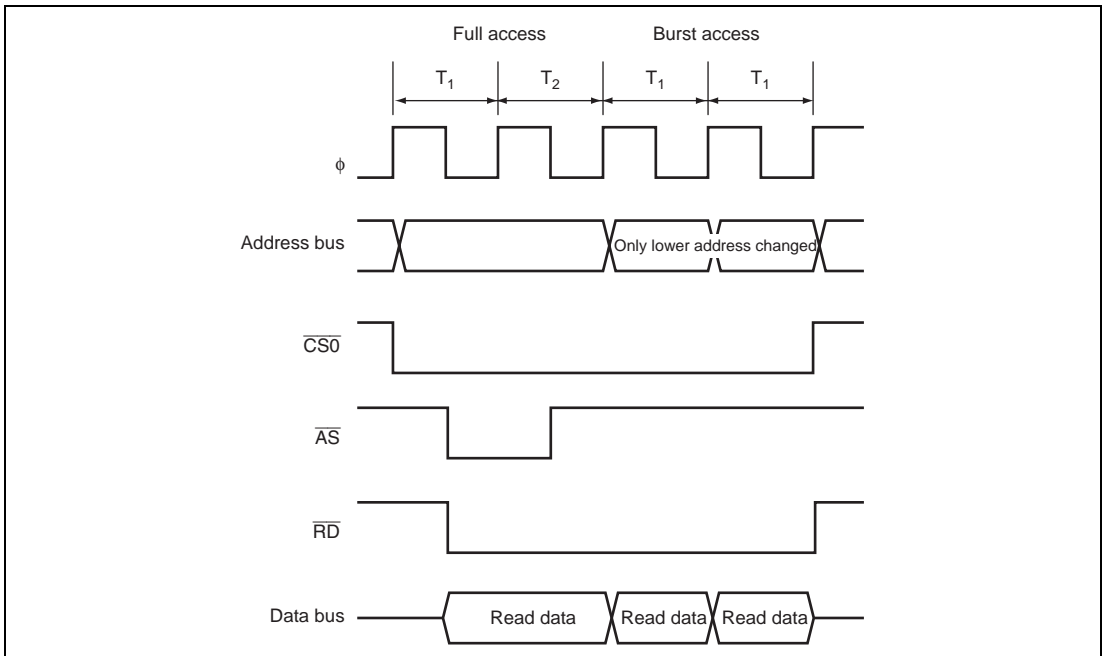 Full access Burst access
T1 T2 T1 T1
φ
Address bus
Only lower address changed
CS0
AS
RD
Data bus
Read data Read data Read data